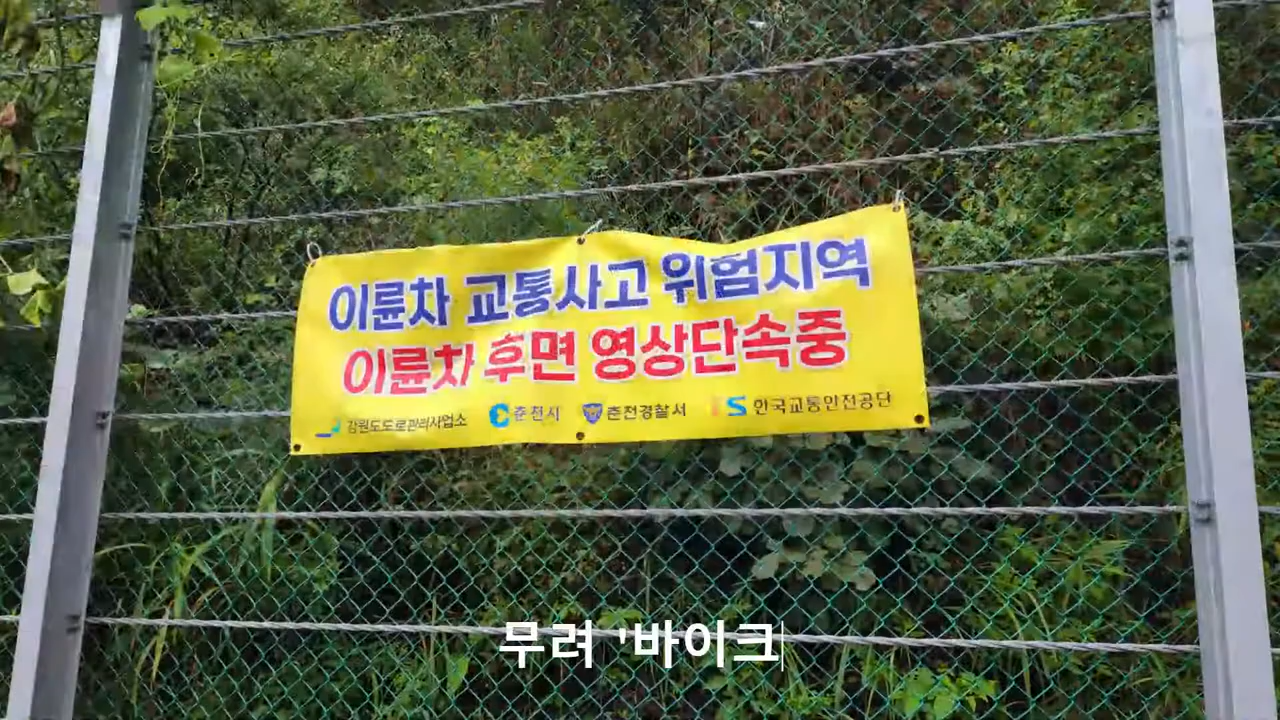 이륜차 교통사고 위험지역
이륜차 후면 영상단속중
강원도도로관리사업소 춘천시 춘천경찰서 TS 한국교통안전공단
무려 '바이크